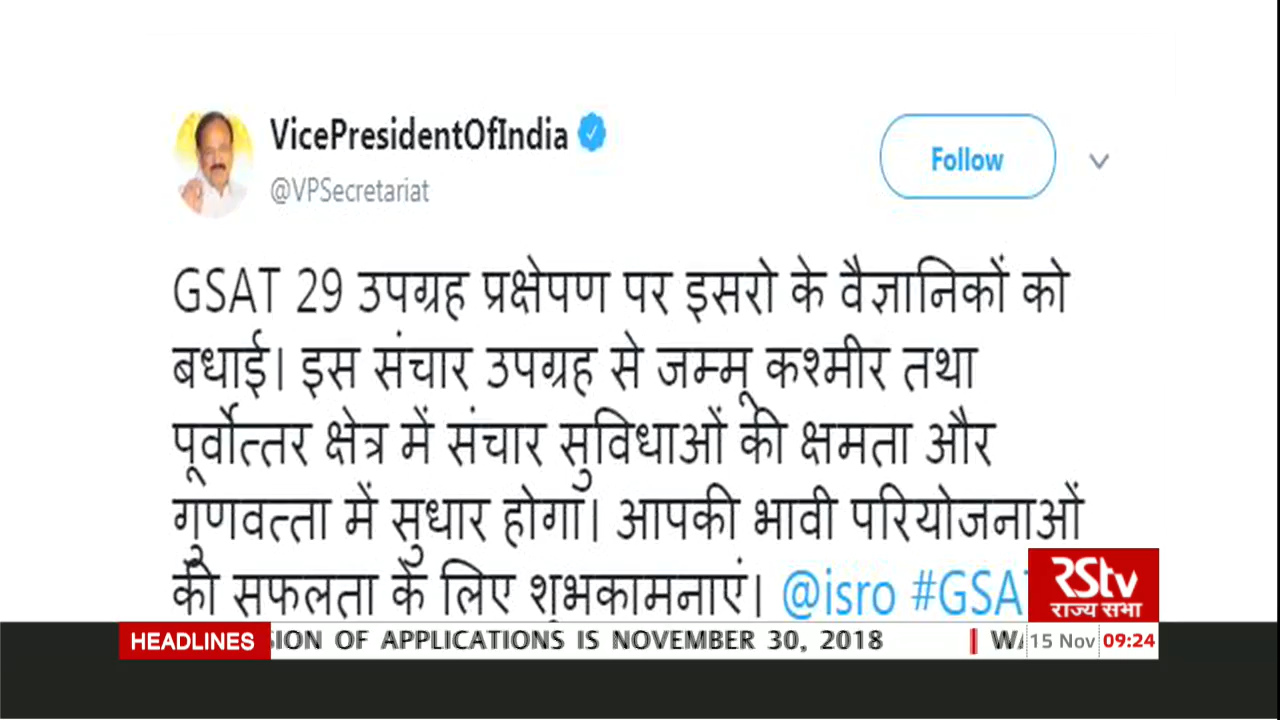 VicePresidentOfIndia
@VPSecretariat
Follow
GSAT 29 उपग्रह प्रक्षेपण पर इसरो के वैज्ञानिकों को
बधाई। इस संचार उपग्रह से जम्मू कश्मीर तथा
पूर्वोत्तर क्षेत्र में संचार सुविधाओं की क्षमता और
गुणवत्ता में सुधार होगा। आपकी भावी परियोजनाओं
की सफलता के लिए शुभकामनाएं। @isro #GSA
RStv
राज्य सभा
HEADLINES
SION OF APPLICATIONS IS NOVEMBER 30, 2018 | WA
15 Nov 09:24